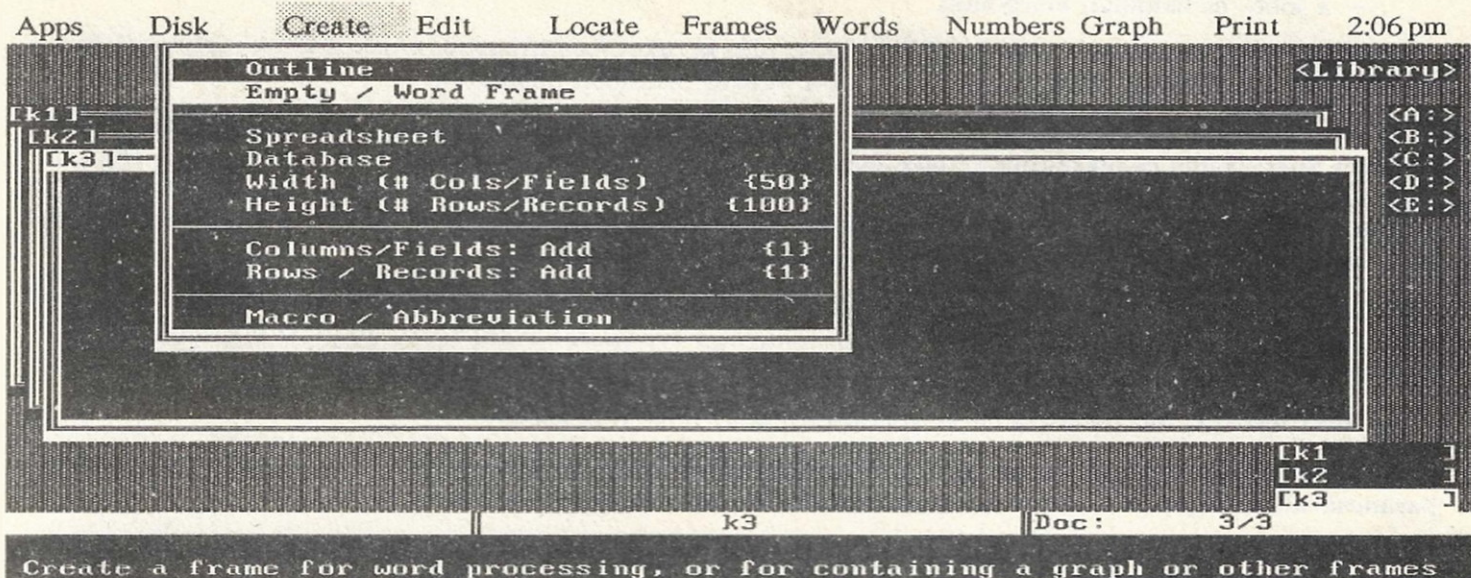 Apps Disk Create Edit Locate Frames Words Numbers Graph Print 2:06 pm
Outline
<Library>
Empty / Word Frame
[k1]
<A:>
[k2]
Spreadsheet
<B:>
[k3]
Database
<C:>
Width (# Cols/Fields) {50}
<D:>
Height (# Rows/Records) {100}
<E:>
Columns/Fields: Add {1}
Rows / Records: Add {1}
Macro / Abbreviation
[k1 ]
[k2 ]
[k3 ]
k3 Doc: 3/3
Create a frame for word processing, or for containing a graph or other frames